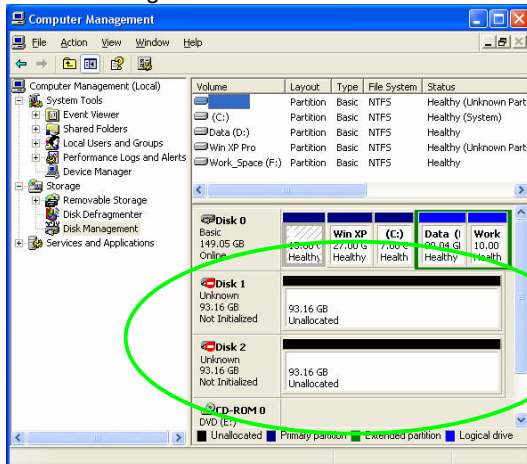 Computer Management
File Action View Window Help
Computer Management (Local)
System Tools
Event Viewer
Shared Folders
Local Users and Groups
Performance Logs and Alerts
Device Manager
Storage
Removable Storage
Disk Defragmenter
Disk Management
Services and Applications
Volume Layout Type File System Status
Partition Basic NTFS Healthy (Unknown Part
(C:) Partition Basic NTFS Healthy (System)
Data (D:) Partition Basic NTFS Healthy
Win XP Pro Partition Basic NTFS Healthy (Unknown Part
Work_Space (F:) Partition Basic NTFS Healthy
Disk 0
Basic
149.05 GB
Online
Win XP (C:) Data ( Work
27.00 G 10.00
Healthy Healthy Health Healthy Health
Disk 1
Unknown
93.16 GB
Not Initialized
93.16 GB
Unallocated
Disk 2
Unknown
93.16 GB
Not Initialized
93.16 GB
Unallocated
CD-ROM 0
DVD (E:)
Unallocated Primary partition Extended partition Logical drive